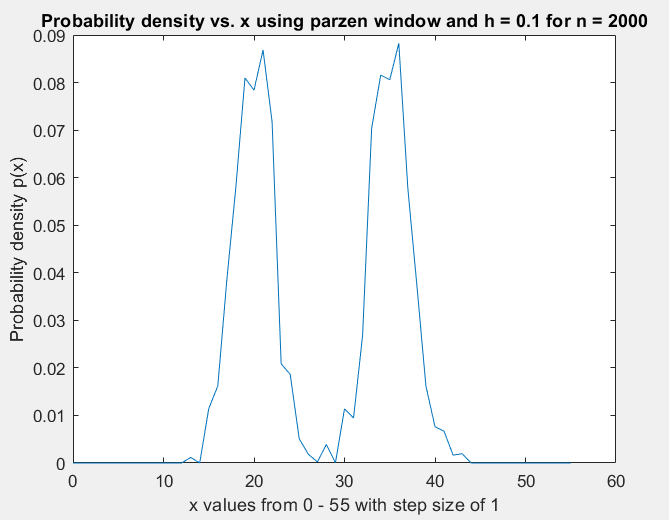 Probability density vs. x using parzen window and h = 0.1 for n = 2000
0.09
0.08
0.07
0.06
0.05
0.04
0.03
0.02
0.01
0
Probability density p(x)
0 10 20 30 40 50 60
x values from 0 - 55 with step size of 1